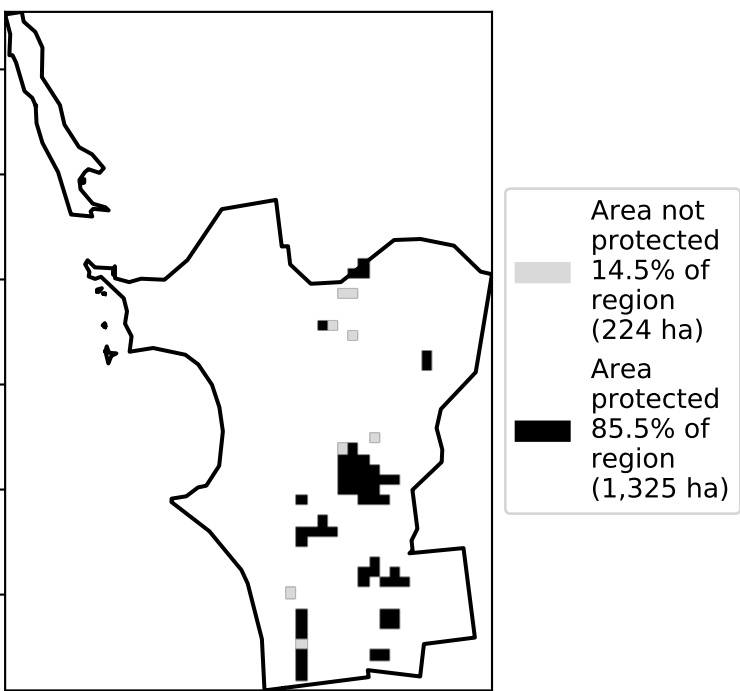 Area not
protected
14.5% of
region
(224 ha)
Area
protected
85.5% of
region
(1,325 ha)